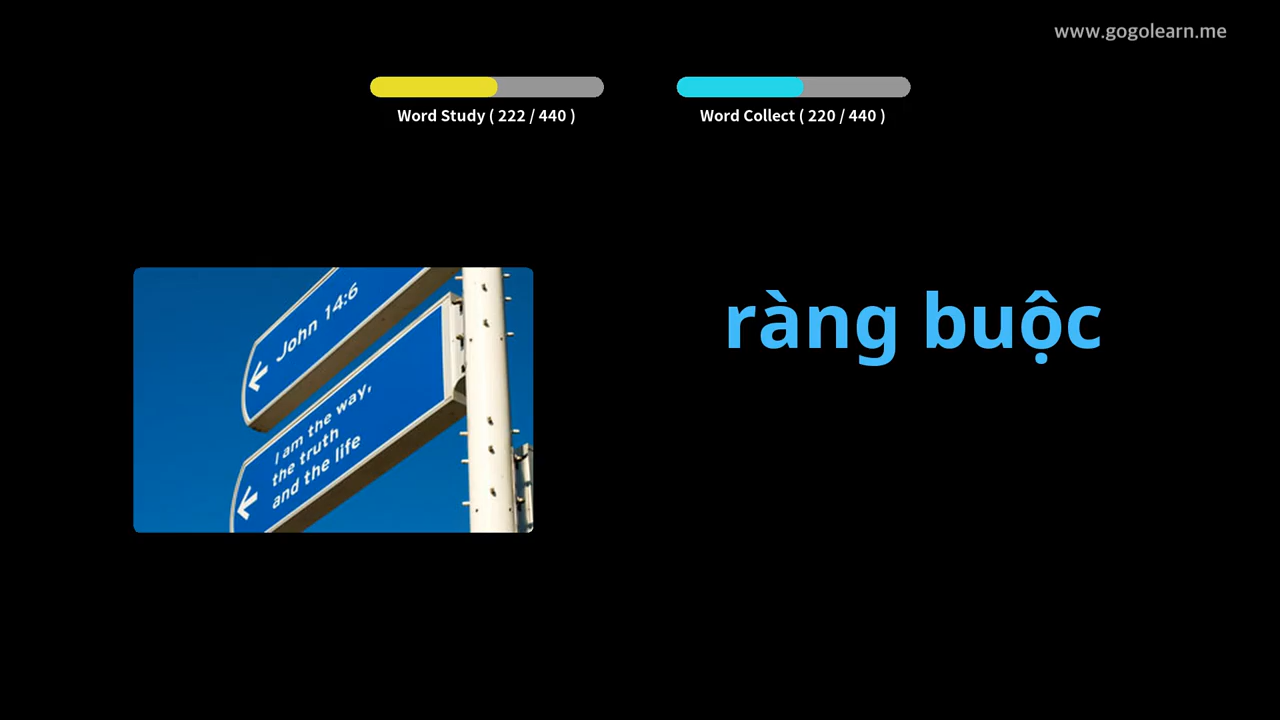 www.gogolearn.me
Word Study ( 222 / 440 )
Word Collect ( 220 / 440 )
John 14:6
I am the way,
the truth
and the life
ràng buộc